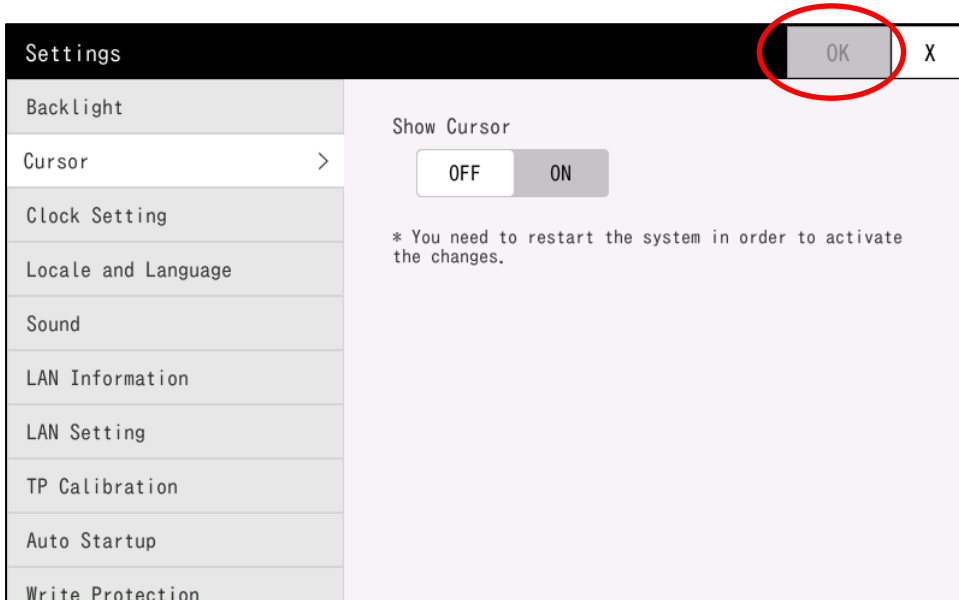 Settings
OK
X
Backlight
Cursor >
Clock Setting
Locale and Language
Sound
LAN Information
LAN Setting
TP Calibration
Auto Startup
Write Protection
Show Cursor
OFF ON
* You need to restart the system in order to activate
the changes.